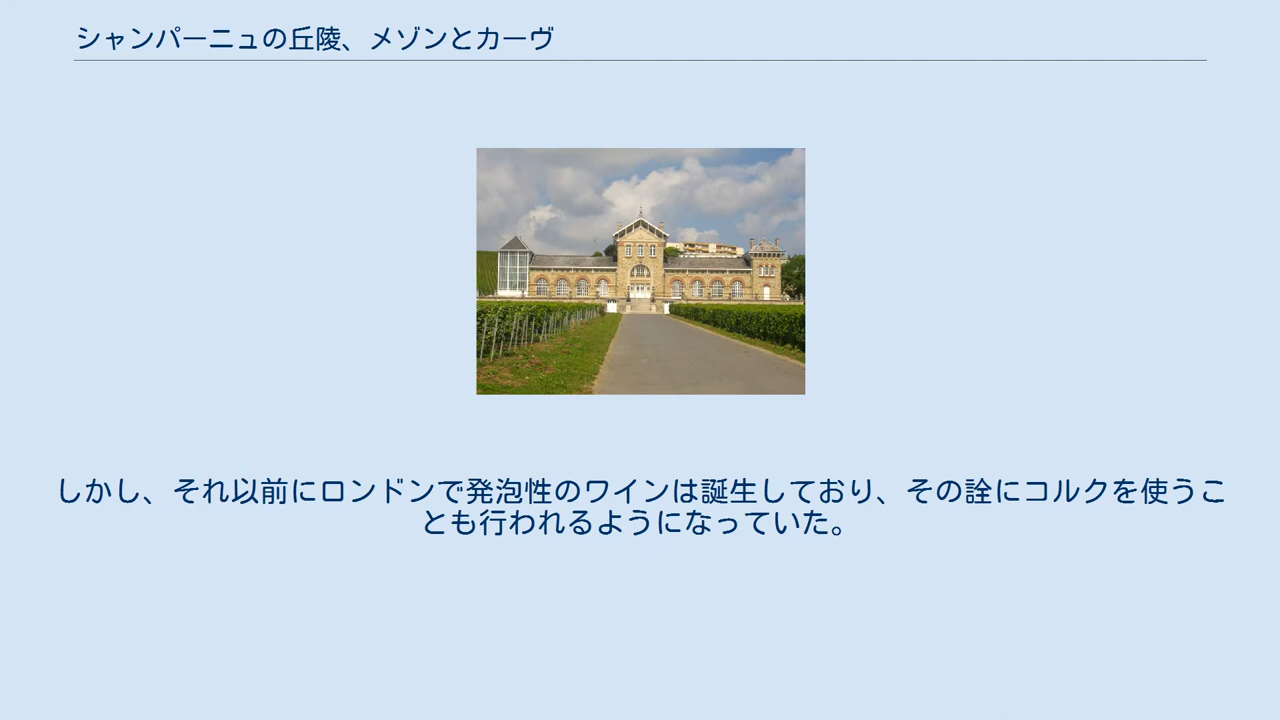 シャンパーニュの丘陵、メゾンとカーヴ
しかし、それ以前にロンドンで発泡性のワインは誕生しており、その詮にコルクを使うこ
とも行われるようになっていた。